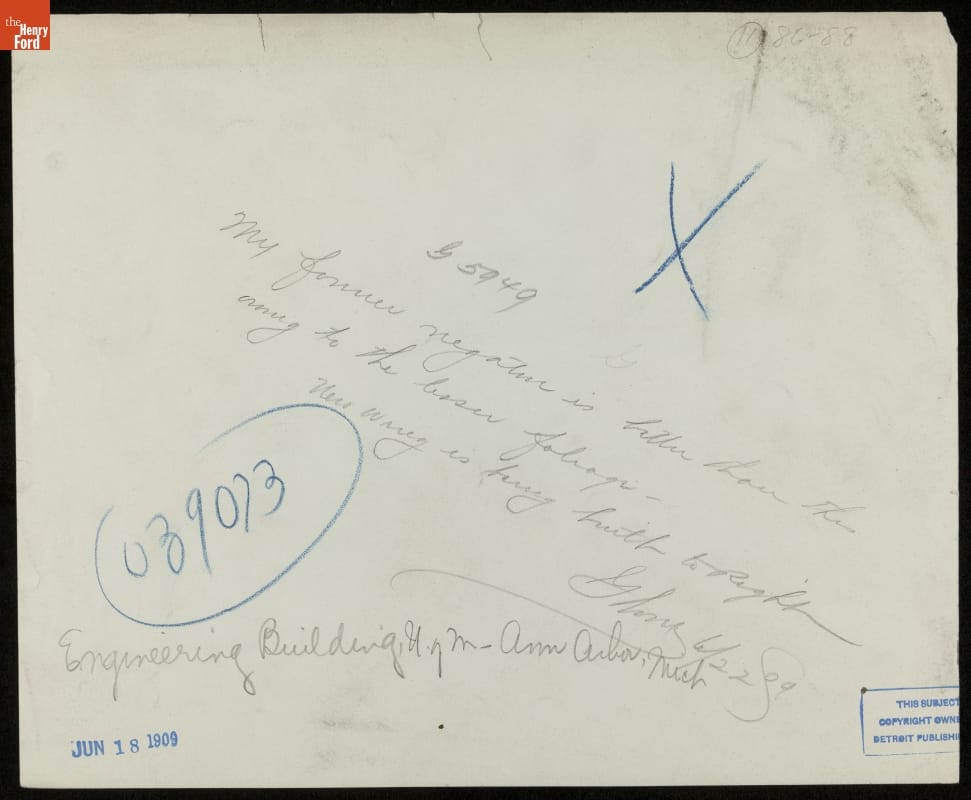 the
Henry
Ford
11 86-88
G 5949
My former negative is better than this
owing to the lesser foliage -
New wing is being built to right
6/22 09
039073
Engineering Building, U. of M - Ann Arbor, Mich
JUN 18 1909
THIS SUBJECT
COPYRIGHT OWNE
DETROIT PUBLISHI